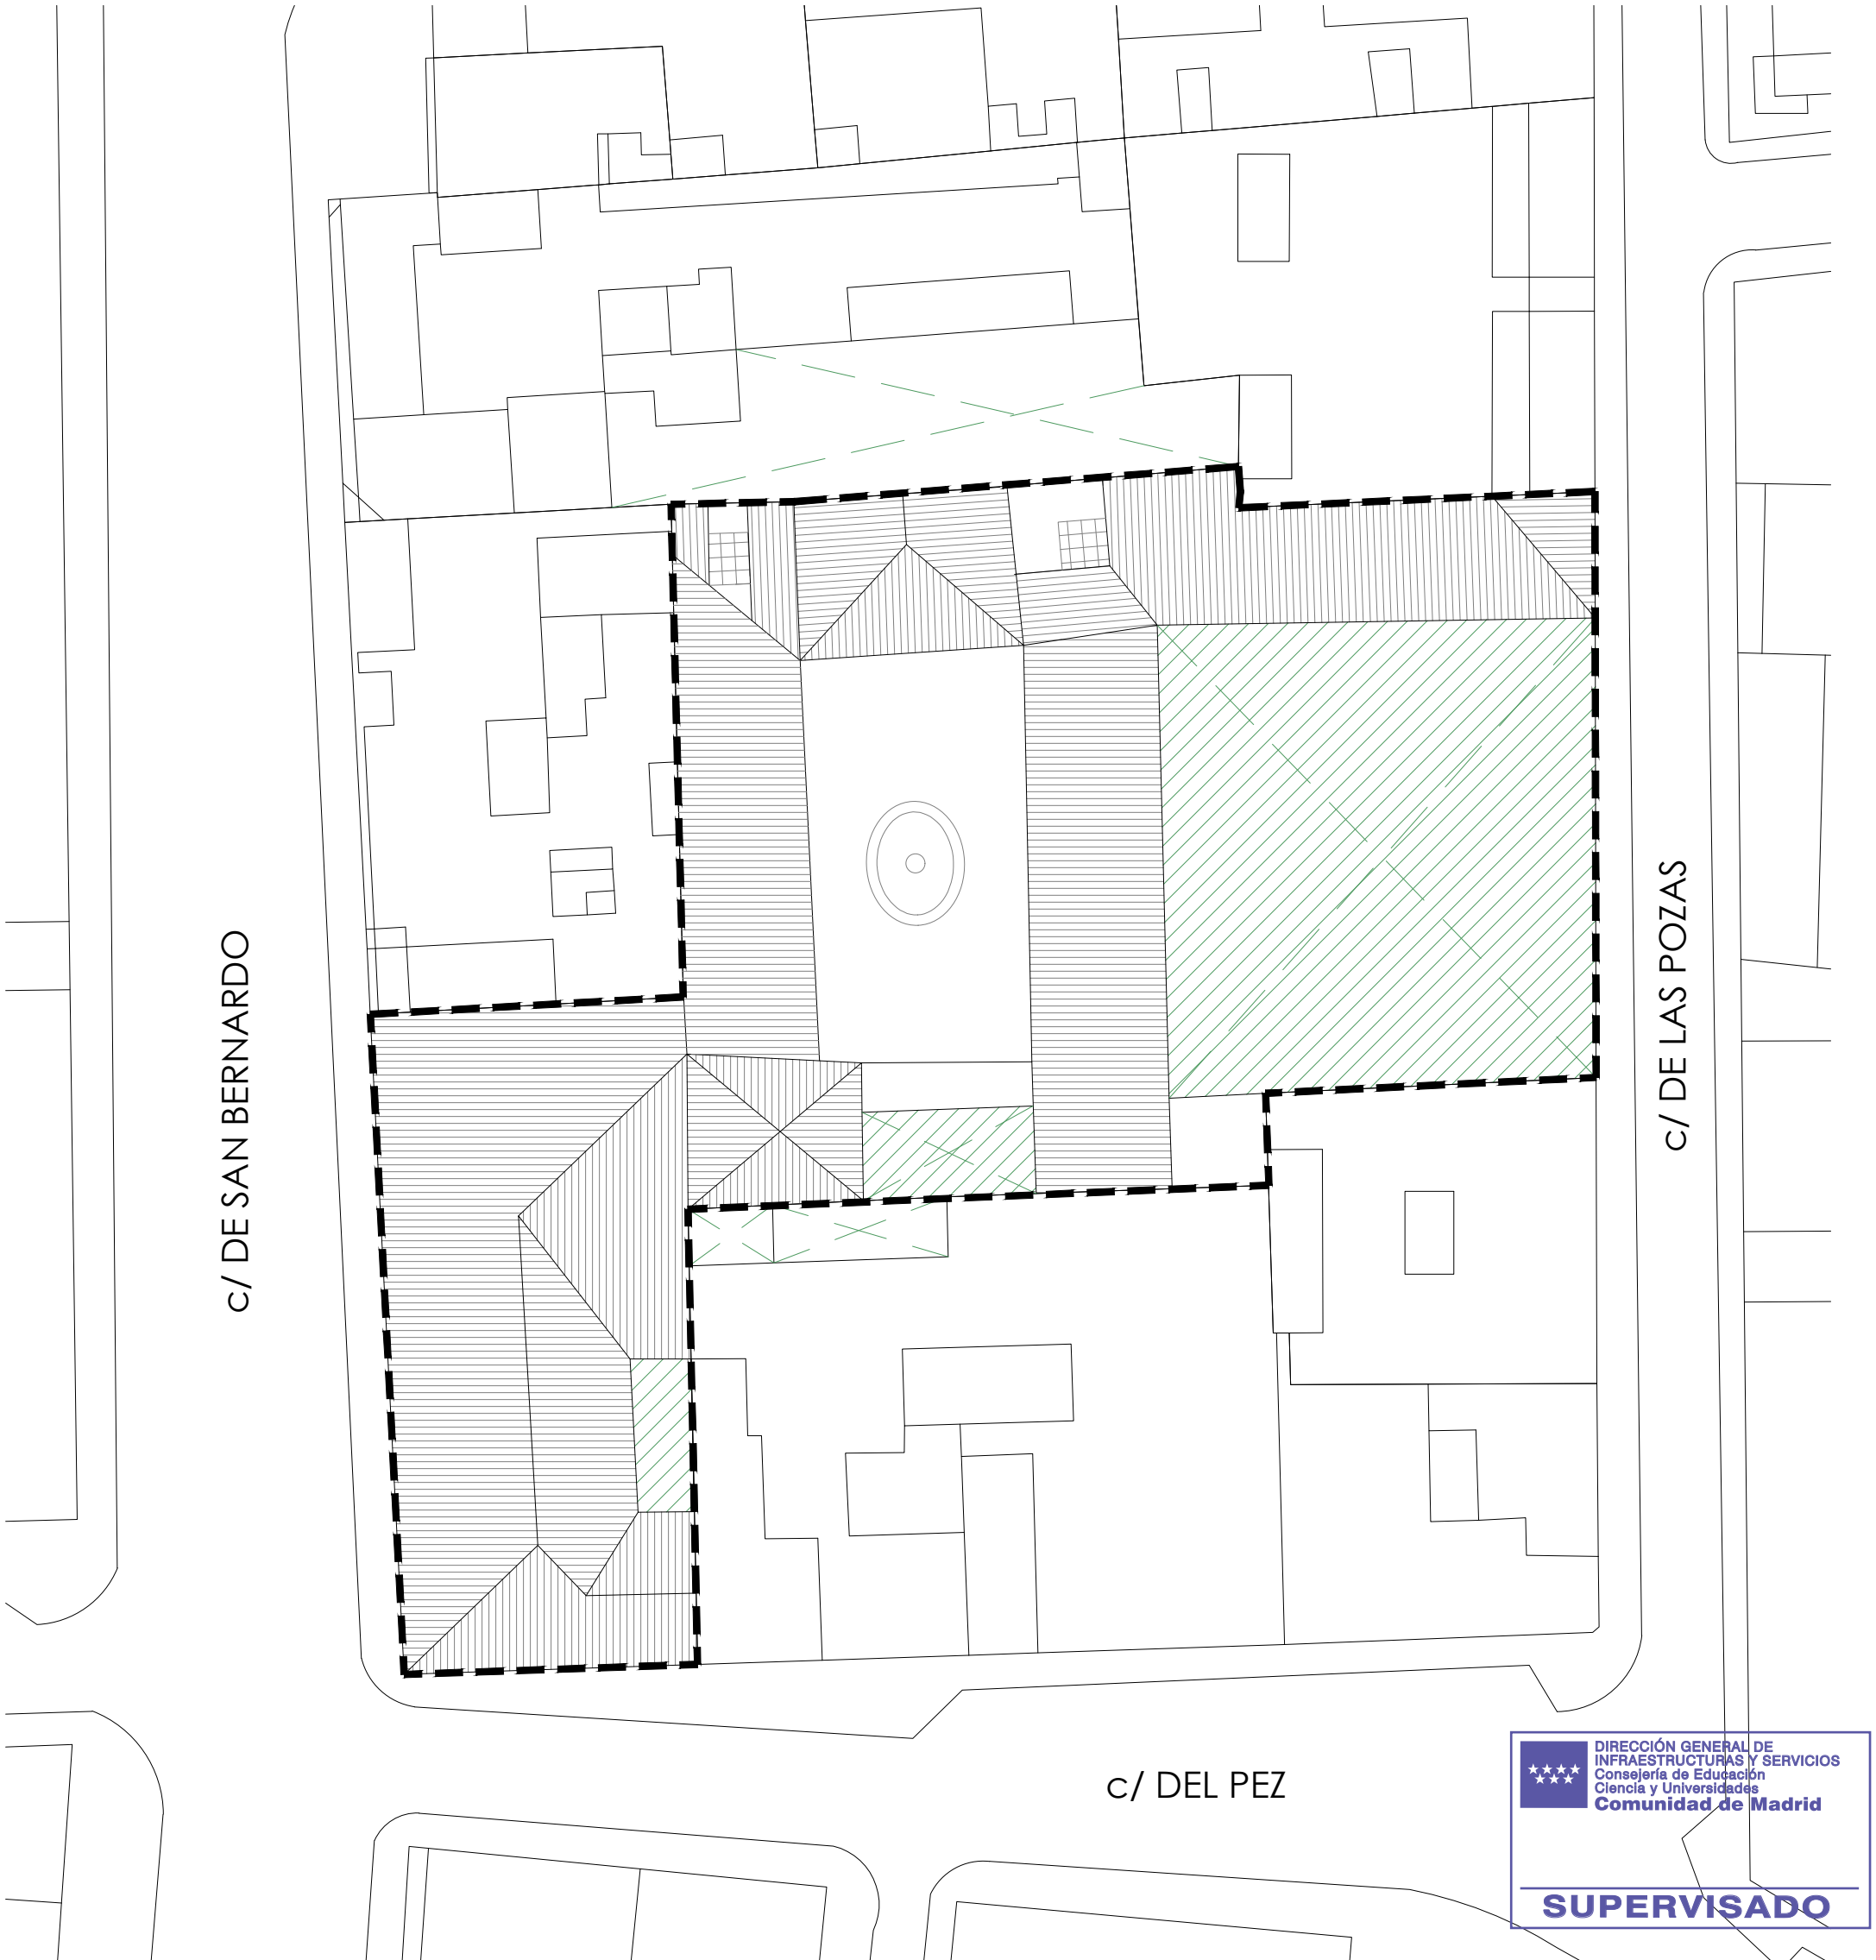 c/ DE SAN BERNARDO
c/ DE LAS POZAS
c/ DEL PEZ
DIRECCIÓN GENERAL DE
INFRAESTRUCTURAS Y SERVICIOS
Consejería de Educación
Ciencia y Universidades
Comunidad de Madrid
SUPERVISADO